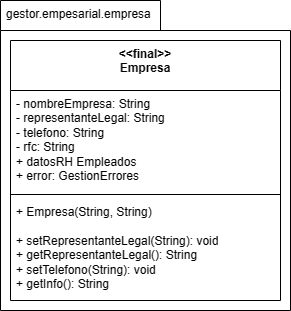 gestor.empesarial.empresa
<<final>>
Empresa
- nombreEmpresa: String
- representanteLegal: String
- telefono: String
- rfc: String
+ datosRH Empleados
+ error: GestionErrores
+ Empresa(String, String)
+ setRepresentanteLegal(String): void
+ getRepresentanteLegal(): String
+ setTelefono(String): void
+ getInfo(): String